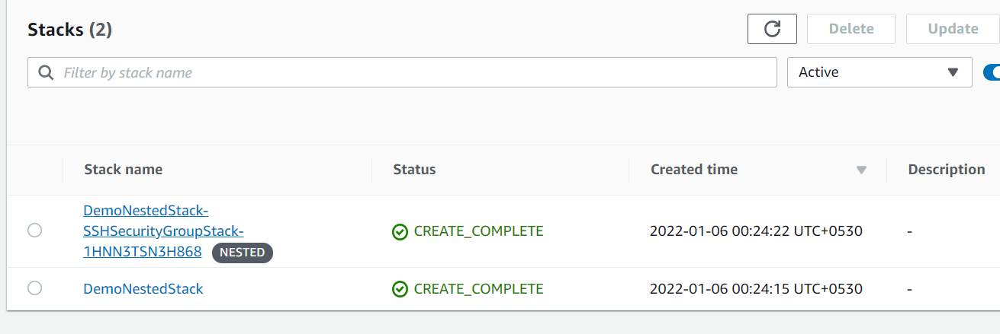 Stacks (2)
Delete
Update
Filter by stack name
Active
Stack name
Status
Created time
Description
DemoNestedStack-
SSHSecurityGroupStack-
1HNN3TSN3H868 NESTED
CREATE_COMPLETE
2022-01-06 00:24:22 UTC+0530
-
DemoNestedStack
CREATE_COMPLETE
2022-01-06 00:24:15 UTC+0530
-